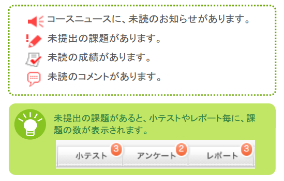 コースニュースに、未読のお知らせがあります。
未提出の課題があります。
未読の成績があります。
未読のコメントがあります。
未提出の課題があると、小テストやレポート毎に、課
題の数が表示されます。
小テスト 3 アンケート 2 レポート 3